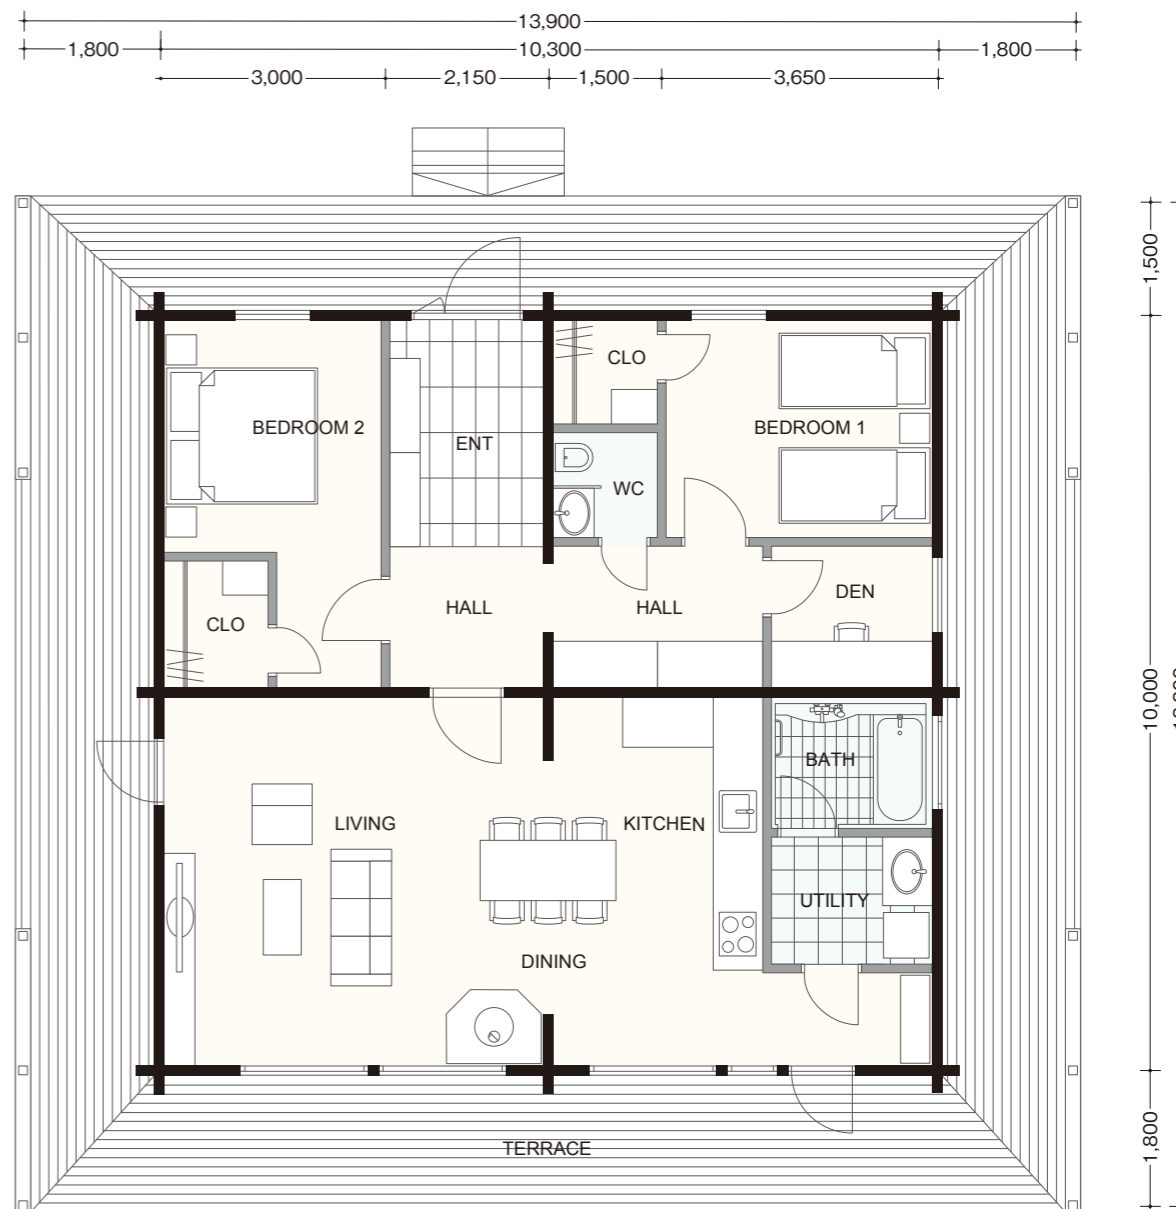 13,900
1,800 10,300 1,800
3,000 2,150 1,500 3,650
1,500
CLO
BEDROOM 2 BEDROOM 1
ENT
WC
DEN
HALL HALL
CLO
10,000
BATH
LIVING KITCHEN
UTILITY
DINING
1,800
TERRACE